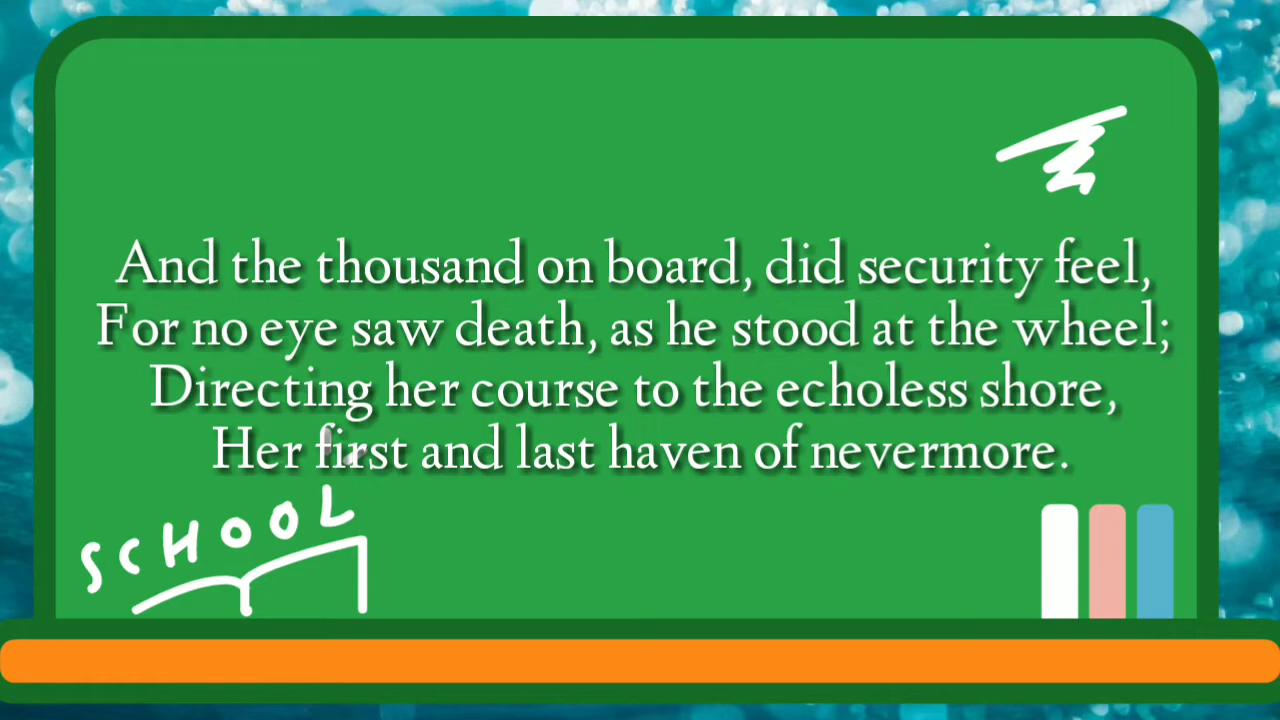 And the thousand on board, did security feel,
For no eye saw death, as he stood at the wheel;
Directing her course to the echoless shore,
Her first and last haven of nevermore.
SCHOOL